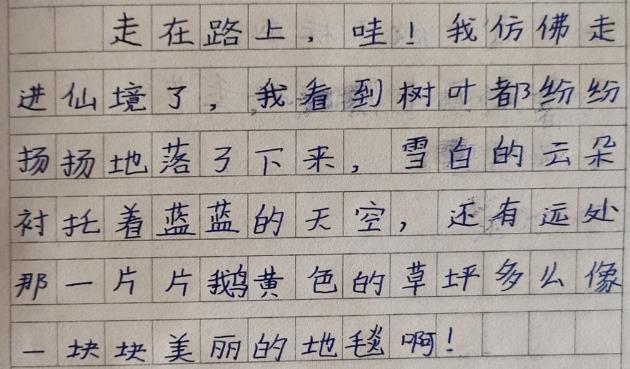 走在路上，哇！我仿佛走
进仙境了，我看到树叶都纷纷
扬扬地落了下来，雪白的云朵
衬托着蓝蓝的天空，还有远处
那一片片鹅黄色的草坪多么像
一块块美丽的地毯啊！